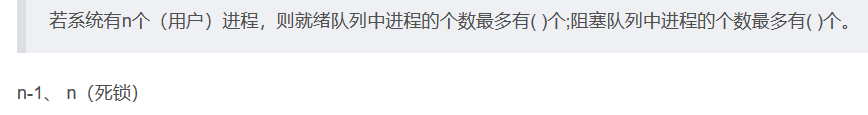 若系统有n个（用户）进程，则就绪队列中进程的个数最多有( )个;阻塞队列中进程的个数最多有( )个。
n-1、 n（死锁）